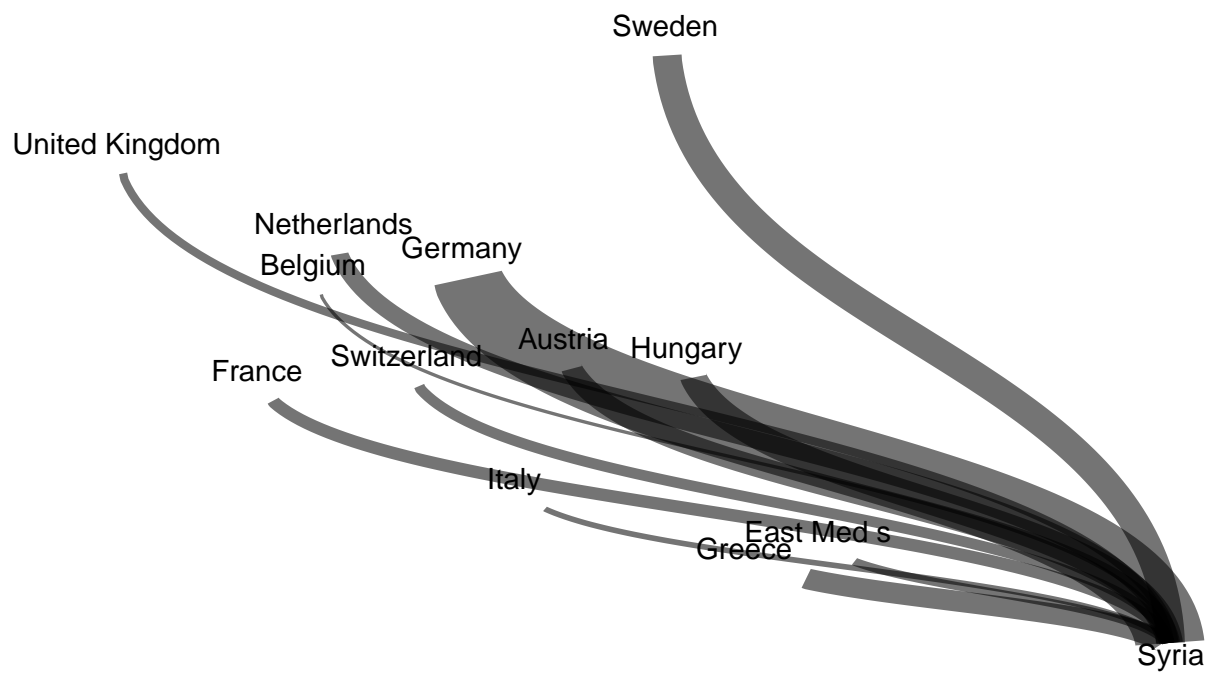 Sweden
United Kingdom
Netherlands
Germany
Belgium
Austria
Hungary
Switzerland
France
Italy
East Med s
Greece
Syria